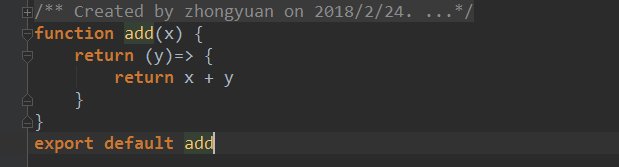 /** Created by zhongyuan on 2018/2/24. ...*/
function add(x) {
    return (y)=> {
        return x + y
    }
}
export default add